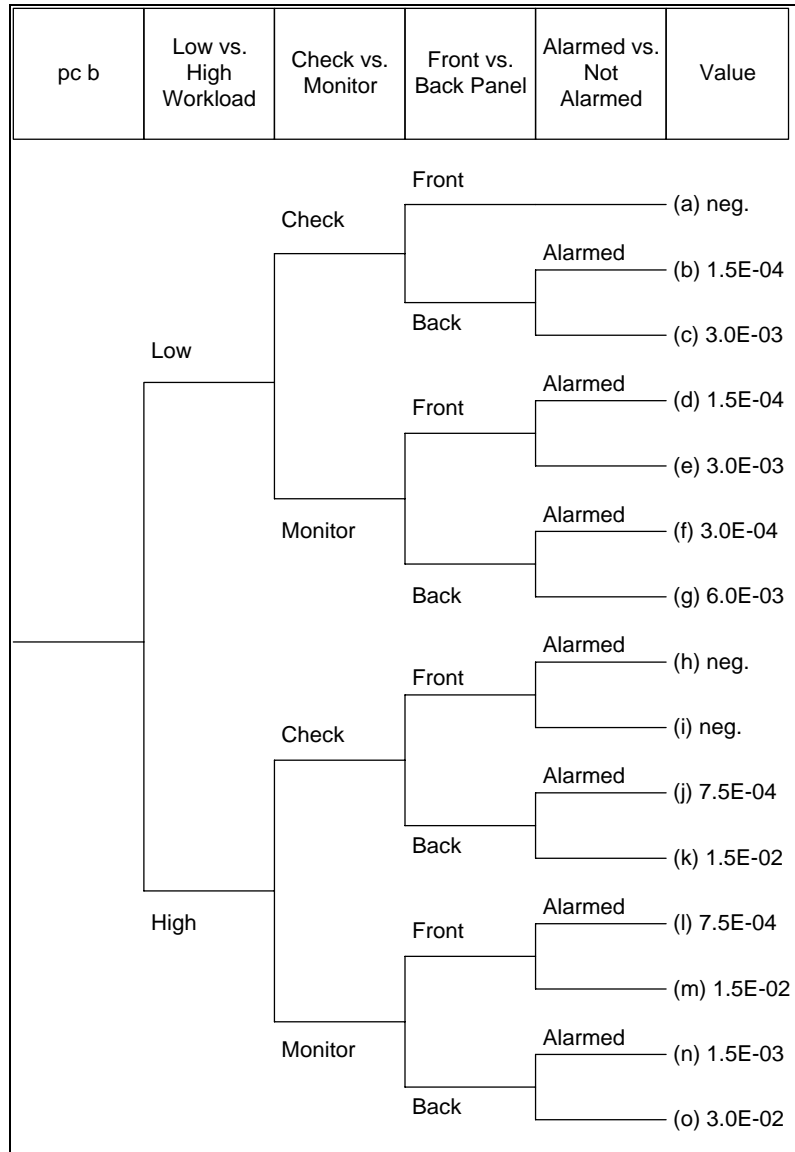 pc b
Low vs.
High
Workload
Check vs.
Monitor
Front vs.
Back Panel
Alarmed vs.
Not
Alarmed
Value
Front
(a) neg.
Check
Alarmed
(b) 1.5E-04
Back
(c) 3.0E-03
Low
Alarmed
(d) 1.5E-04
Front
(e) 3.0E-03
Monitor
Alarmed
(f) 3.0E-04
Back
(g) 6.0E-03
Alarmed
(h) neg.
Front
(i) neg.
Check
Alarmed
(j) 7.5E-04
Back
(k) 1.5E-02
High
Alarmed
(l) 7.5E-04
Front
(m) 1.5E-02
Monitor
Alarmed
(n) 1.5E-03
Back
(o) 3.0E-02